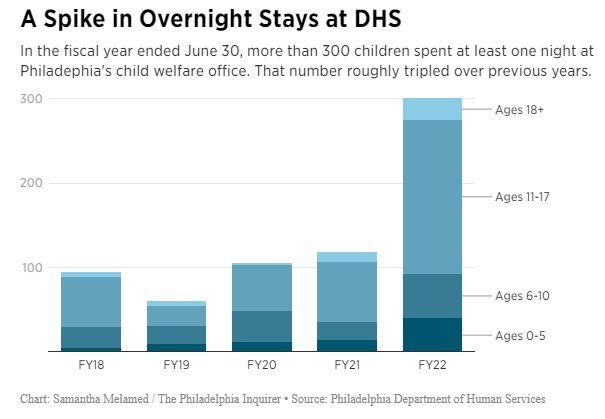 A Spike in Overnight Stays at DHS
In the fiscal year ended June 30, more than 300 children spent at least one night at
Philadephia's child welfare office. That number roughly tripled over previous years.
300
Ages 18+
200
Ages 11-17
100
Ages 6-10
Ages 0-5
FY18 FY19 FY20 FY21 FY22
Chart: Samantha Melamed / The Philadelphia Inquirer • Source: Philadelphia Department of Human Services